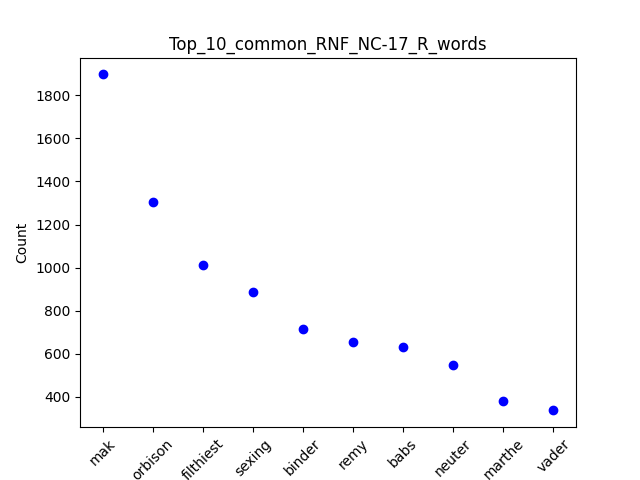 Top_10_common_RNF_NC-17_R_words
Count
1800
1600
1400
1200
1000
800
600
400
mak
orbison
filthiest
sexing
binder
remy
babs
neuter
marthe
vader